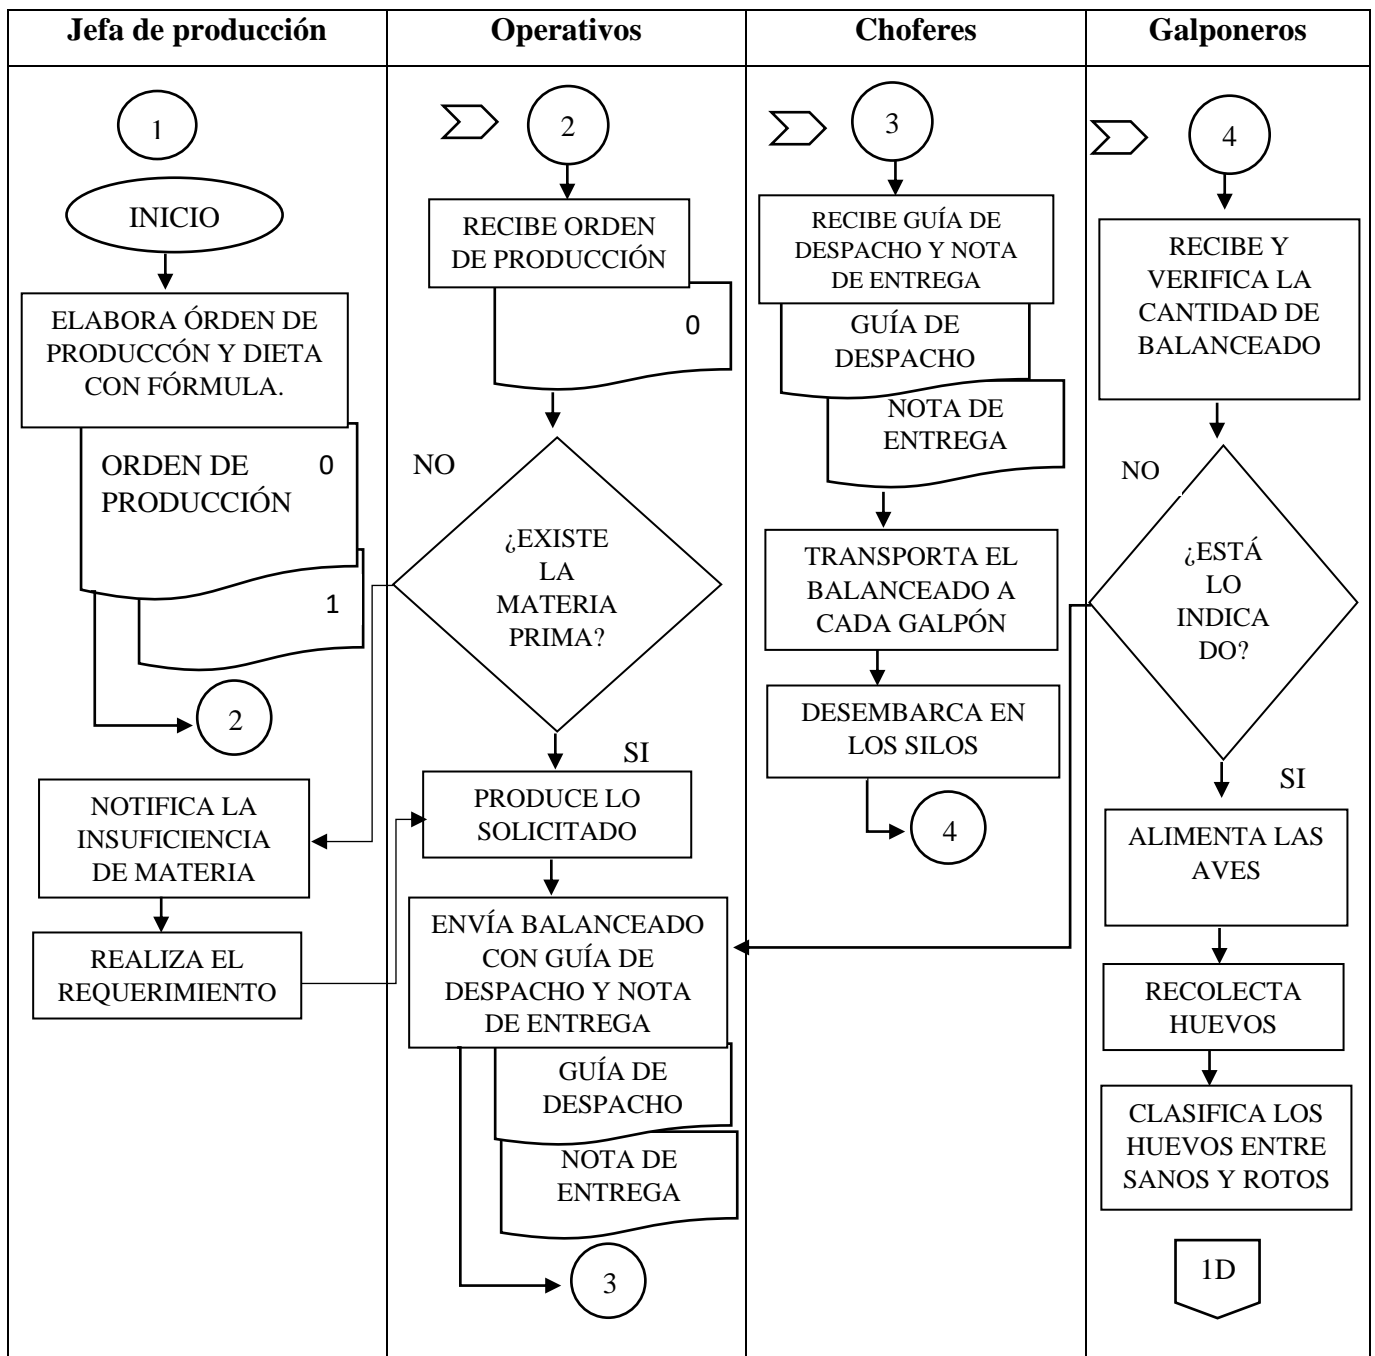 Jefa de producción
Operativos
Choferes
Galponeros
1
INICIO
ELABORA ÓRDEN DE
PRODUCCÓN Y DIETA
CON FÓRMULA.
ORDEN DE 0
PRODUCCIÓN
1
2
NOTIFICA LA
INSUFICIENCIA
DE MATERIA
REALIZA EL
REQUERIMIENTO
2
RECIBE ORDEN
DE PRODUCCIÓN
0
NO
¿EXISTE
LA
MATERIA
PRIMA?
SI
PRODUCE LO
SOLICITADO
ENVÍA BALANCEADO
CON GUÍA DE
DESPACHO Y NOTA
DE ENTREGA
GUÍA DE
DESPACHO
NOTA DE
ENTREGA
3
3
RECIBE GUÍA DE
DESPACHO Y NOTA
DE ENTREGA
GUÍA DE
DESPACHO
NOTA DE
ENTREGA
TRANSPORTA EL
BALANCEADO A
CADA GALPÓN
DESEMBARCA EN
LOS SILOS
4
4
RECIBE Y
VERIFICA LA
CANTIDAD DE
BALANCEADO
NO
¿ESTÁ
LO
INDICA
DO?
SI
ALIMENTA LAS
AVES
RECOLECTA
HUEVOS
CLASIFICA LOS
HUEVOS ENTRE
SANOS Y ROTOS
1D